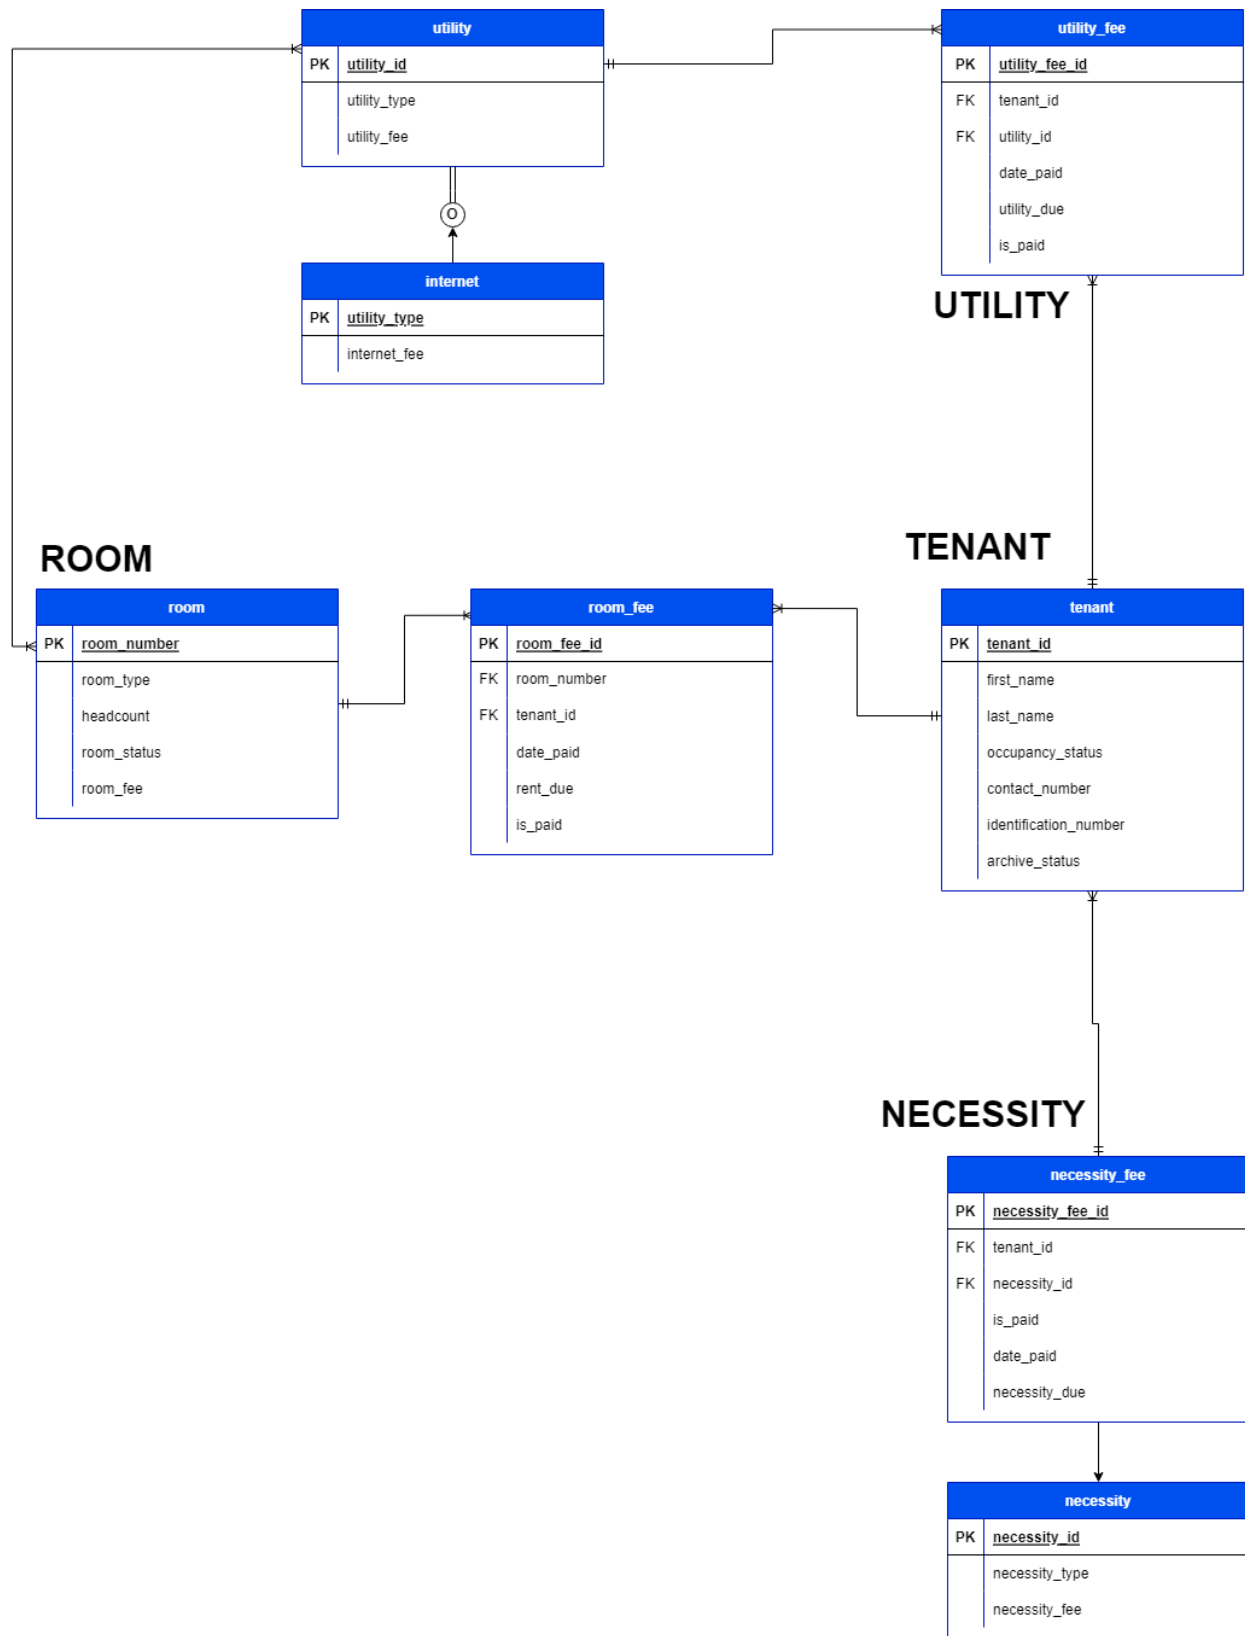 utility
PK utility_id
utility_type
utility_fee
utility_fee
PK utility_fee_id
FK tenant_id
FK utility_id
date_paid
utility_due
is_paid
O
internet
PK utility_type
internet_fee
UTILITY
ROOM
TENANT
room
PK room_number
room_type
headcount
room_status
room_fee
room_fee
PK room_fee_id
FK room_number
FK tenant_id
date_paid
rent_due
is_paid
tenant
PK tenant_id
first_name
last_name
occupancy_status
contact_number
identification_number
archive_status
NECESSITY
necessity_fee
PK necessity_fee_id
FK tenant_id
FK necessity_id
is_paid
date_paid
necessity_due
necessity
PK necessity_id
necessity_type
necessity_fee